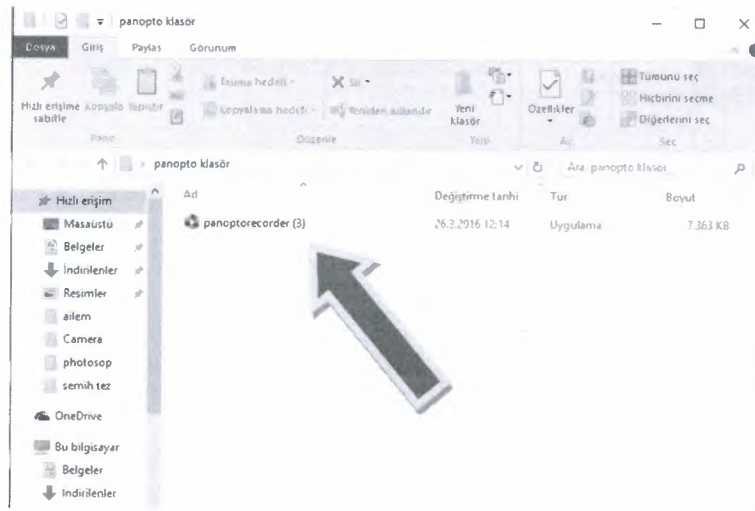 panopto klasör
Dosya Giriş Paylaş Gorunum
Hızlı erişime sabitle
Kopyala
Yapıştır
Pano
Taşıma hedefi
Kopyalama hedefi
Sil
Yeniden adlandır
Düzenle
Yeni klasör
Yeni
Özellikler
Aç
Tümünü seç
Hiçbirini seçme
Diğerlerini seç
Seç
panopto klasör
Ara: panopto klasör
Ad Değiştirme tarihi Tür Boyut
panoptorecorder (3) 26.3.2016 12:14 Uygulama 7.363 KB
Hızlı erişim
Masaüstü
Belgeler
İndirilenler
Resimler
ailem
Camera
photosop
semih tez
OneDrive
Bu bilgisayar
Belgeler
İndirilenler